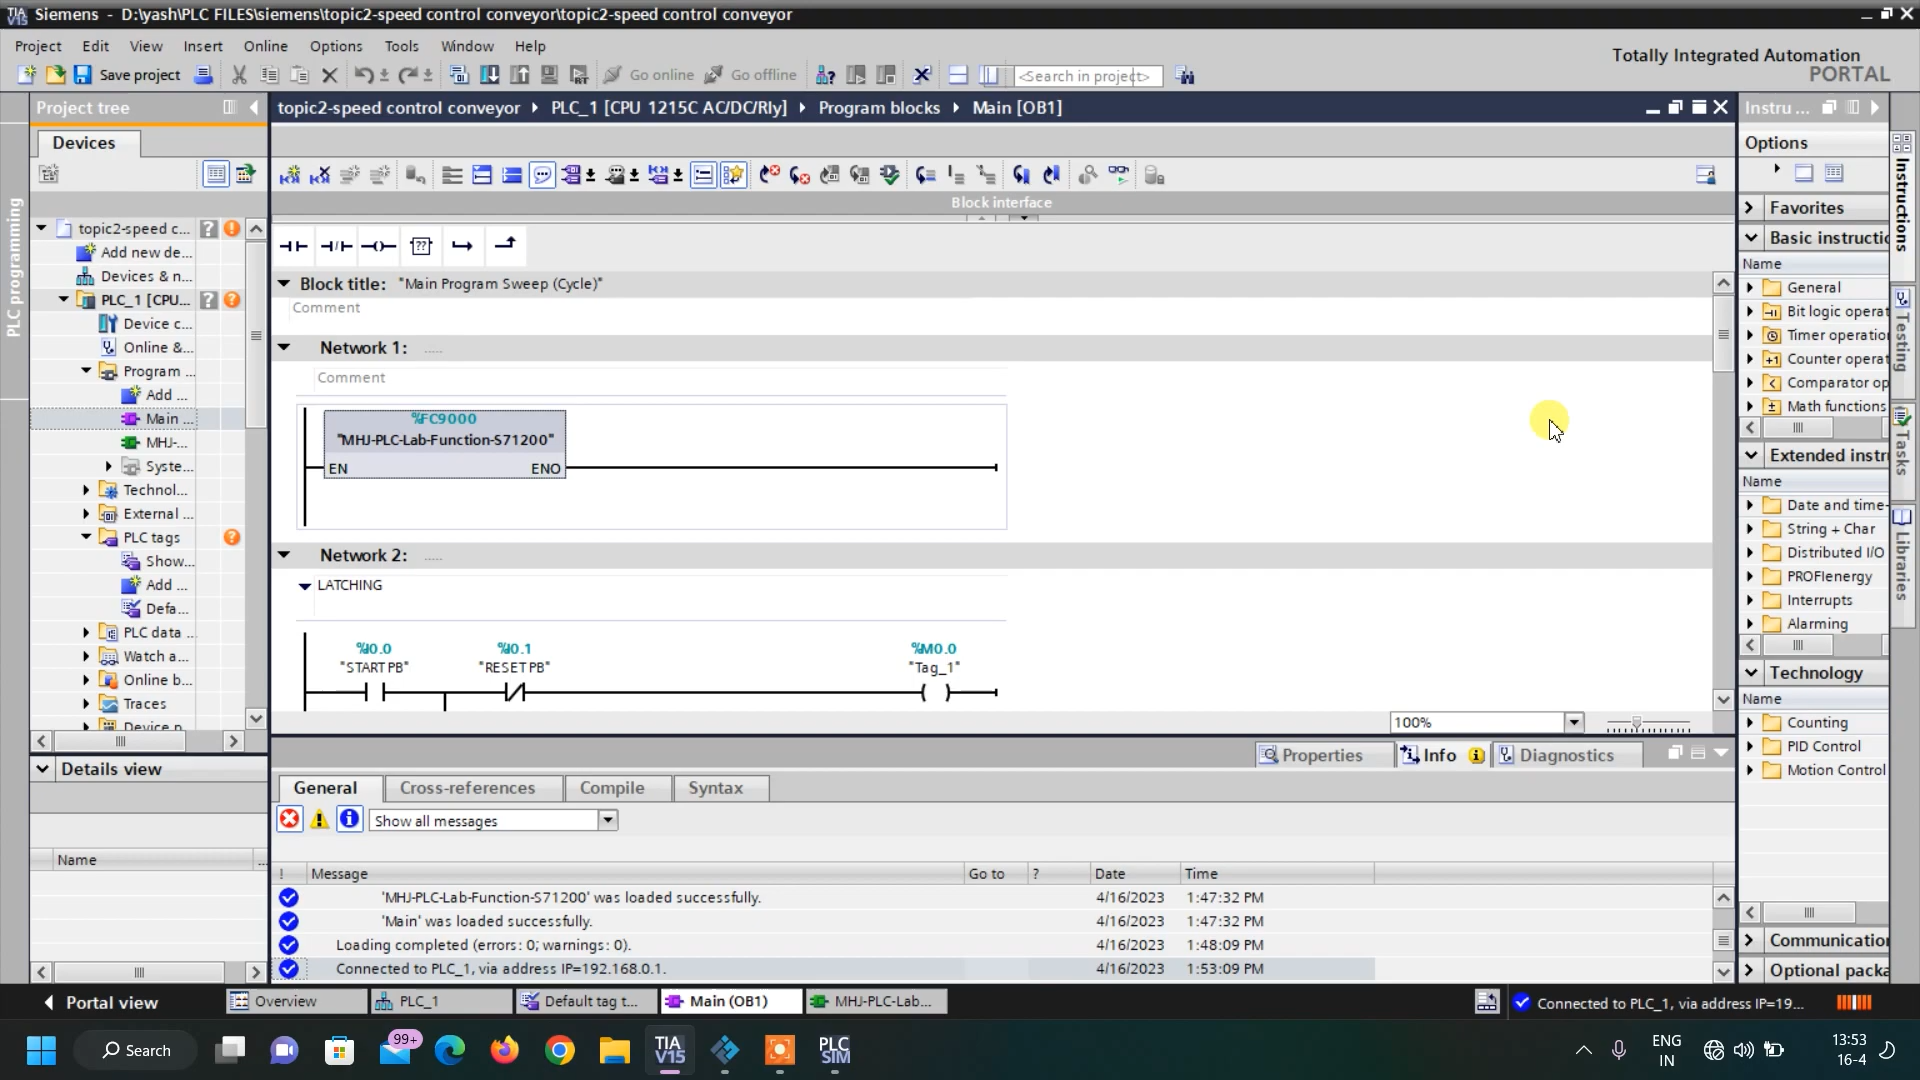 Siemens - D:\yash\PLC FILES\siemens\topic2-speed control conveyor\topic2-speed control conveyor
Project Edit View Insert Online Options Tools Window Help
Totally Integrated Automation
PORTAL
Save project
Go online
Go offline
<Search in project>
Project tree
topic2-speed control conveyor ▸ PLC_1 [CPU 1215C AC/DC/Rly] ▸ Program blocks ▸ Main [OB1]
Instru ...
Devices
Options
PLC programming
Block interface
topic2-speed c...
Add new de...
Devices & n...
PLC_1 [CPU...
Device c...
Online &...
Program ...
Add ...
Main ...
MHJ-...
Syste...
Technol...
External ...
PLC tags
Show...
Add ...
Defa...
PLC data ...
Watch a...
Online b...
Traces
Device p...
Details view
Name
Block title: "Main Program Sweep (Cycle)"
Comment
Network 1: .....
Comment
%FC9000
"MHJ-PLC-Lab-Function-S71200"
EN ENO
Network 2: .....
LATCHING
%I0.0 %I0.1 %M0.0
"START PB" "RESET PB" "Tag_1"
100%
Properties Info Diagnostics
General Cross-references Compile Syntax
Show all messages
! Message Go to ? Date Time
'MHJ-PLC-Lab-Function-S71200' was loaded successfully. 4/16/2023 1:47:32 PM
'Main' was loaded successfully. 4/16/2023 1:47:32 PM
Loading completed (errors: 0; warnings: 0). 4/16/2023 1:48:09 PM
Connected to PLC_1, via address IP=192.168.0.1. 4/16/2023 1:53:09 PM
Favorites
Basic instructio
Name
General
Bit logic operat
Timer operatio
Counter operat
Comparator op
Math functions
Extended instr
Name
Date and time-
String + Char
Distributed I/O
PROFIenergy
Interrupts
Alarming
Technology
Name
Counting
PID Control
Motion Control
Communicatio
Optional packa
Instructions
Testing
Tasks
Libraries
Portal view
Overview
PLC_1
Default tag t...
Main (OB1)
MHJ-PLC-Lab...
Connected to PLC_1, via address IP=19...
Search
99+
TIA
V15
PLC
SIM
ENG
IN
13:53
16-4